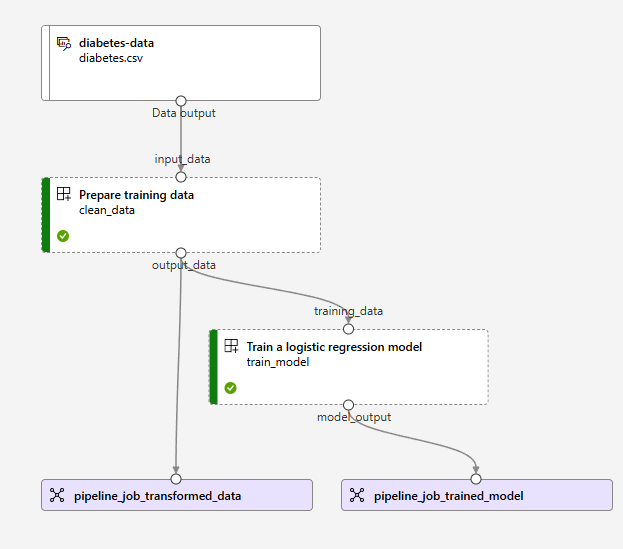 diabetes-data
diabetes.csv
Data output
input_data
Prepare training data
clean_data
output_data
training_data
Train a logistic regression model
train_model
model_output
pipeline_job_transformed_data
pipeline_job_trained_model